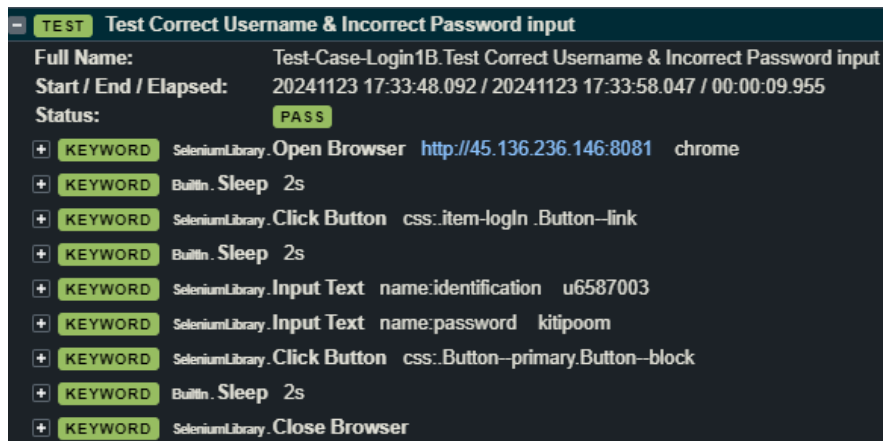 TEST Test Correct Username & Incorrect Password input
Full Name: Test-Case-Login1B.Test Correct Username & Incorrect Password input
Start / End / Elapsed: 20241123 17:33:48.092 / 20241123 17:33:58.047 / 00:00:09.955
Status: PASS
KEYWORD SeleniumLibrary.Open Browser http://45.136.236.146:8081 chrome
KEYWORD BuiltIn.Sleep 2s
KEYWORD SeleniumLibrary.Click Button css:.item-logIn .Button--link
KEYWORD BuiltIn.Sleep 2s
KEYWORD SeleniumLibrary.Input Text name:identification u6587003
KEYWORD SeleniumLibrary.Input Text name:password kitipoom
KEYWORD SeleniumLibrary.Click Button css:.Button--primary.Button--block
KEYWORD BuiltIn.Sleep 2s
KEYWORD SeleniumLibrary.Close Browser